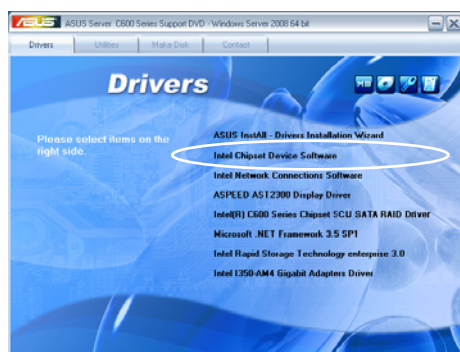 ASUS
ASUS Server C600 Series Support DVD - Windows Server 2008 64 bit
Drivers
Utilities
Make Disk
Contact
Drivers
MB
Please select items on the
right side.
ASUS InstAll - Drivers Installation Wizard
Intel Chipset Device Software
Intel Network Connections Software
ASPEED AST2300 Display Driver
Intel(R) C600 Series Chipset SCU SATA RAID Driver
Microsoft .NET Framework 3.5 SP1
Intel Rapid Storage Technology enterprise 3.0
Intel I350-AM4 Gigabit Adapters Driver